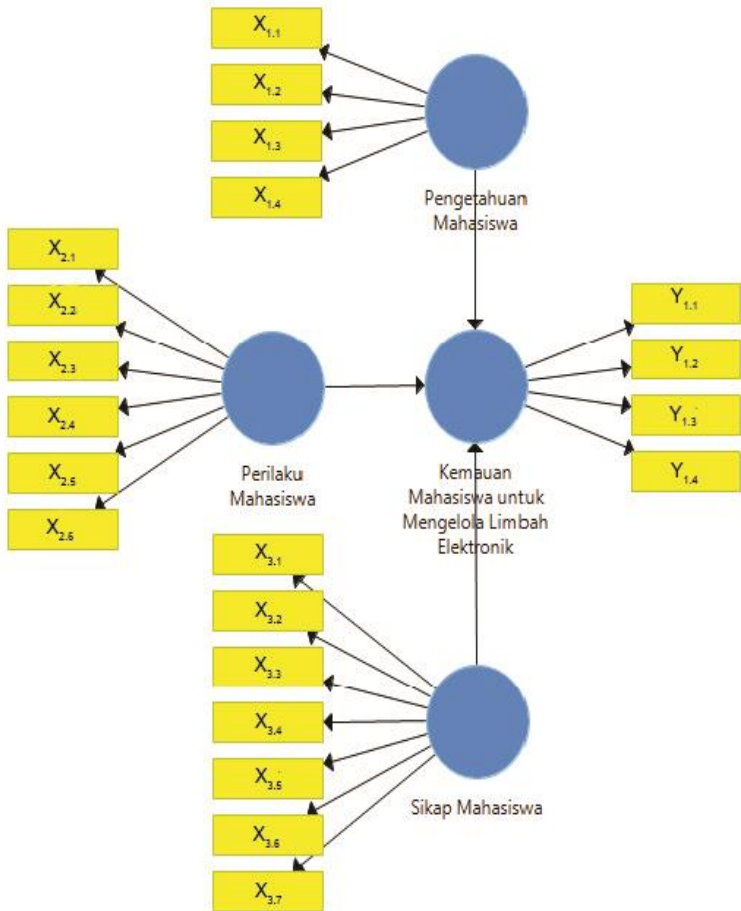 X1.1
X1.2
X1.3
X1.4
Pengetahuan
Mahasiswa
X2.1
X2.2
X2.3
X2.4
X2.5
X2.6
Perilaku
Mahasiswa
Kemauan
Mahasiswa untuk
Mengelola Limbah
Elektronik
Y1.1
Y1.2
Y1.3
Y1.4
X3.1
X3.2
X3.3
X3.4
X3.5
X3.6
X3.7
Sikap Mahasiswa